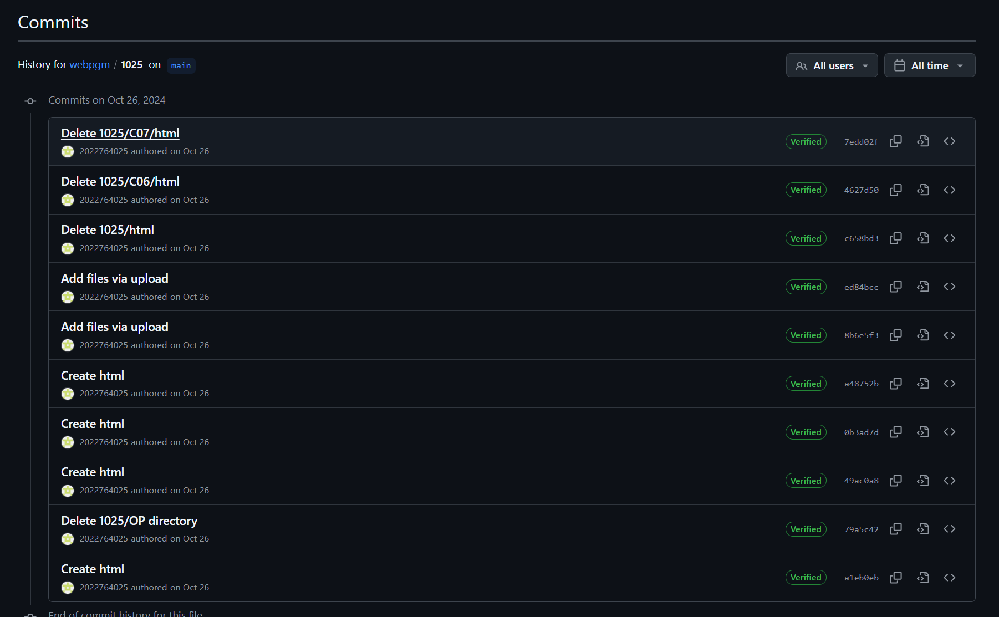 Commits
History for webpgm / 1025 on main
All users
All time
Commits on Oct 26, 2024
Delete 1025/C07/html
2022764025 authored on Oct 26
Verified
7edd02f
Delete 1025/C06/html
2022764025 authored on Oct 26
Verified
4627d50
Delete 1025/html
2022764025 authored on Oct 26
Verified
c658bd3
Add files via upload
2022764025 authored on Oct 26
Verified
ed84bcc
Add files via upload
2022764025 authored on Oct 26
Verified
8b6e5f3
Create html
2022764025 authored on Oct 26
Verified
a48752b
Create html
2022764025 authored on Oct 26
Verified
0b3ad7d
Create html
2022764025 authored on Oct 26
Verified
49ac0a8
Delete 1025/OP directory
2022764025 authored on Oct 26
Verified
79a5c42
Create html
2022764025 authored on Oct 26
Verified
a1eb0eb
End of commit history for this file